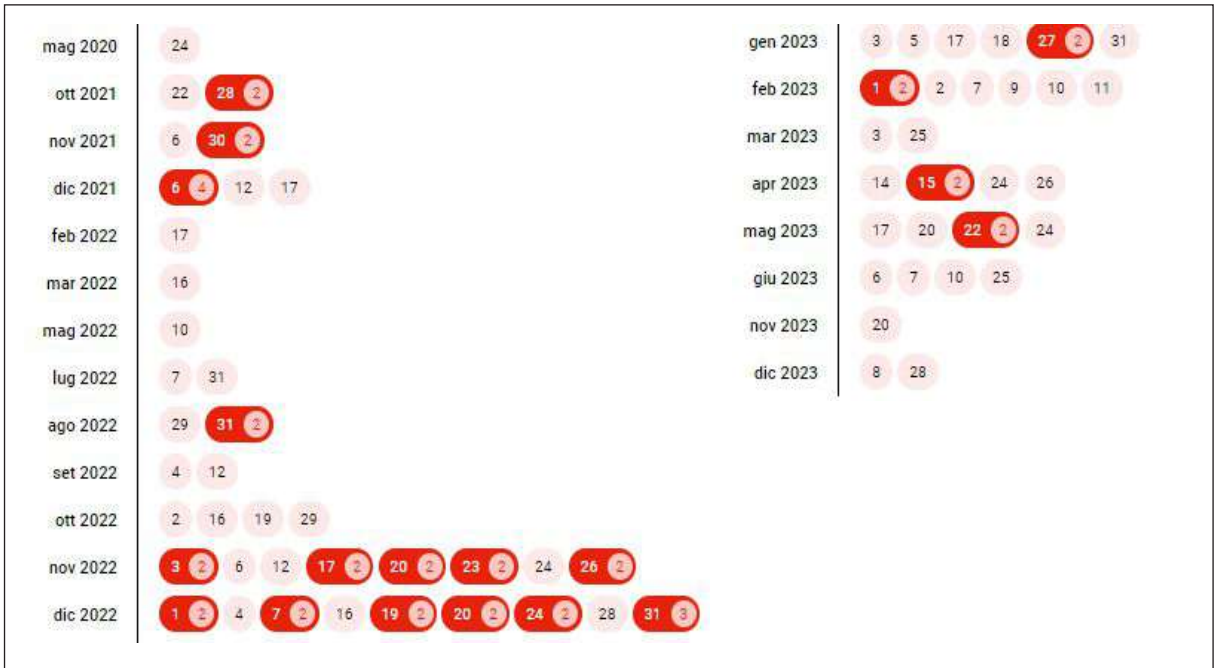 mag 2020 24
ott 2021 22 28 2
nov 2021 6 30 2
dic 2021 6 4 12 17
feb 2022 17
mar 2022 16
mag 2022 10
lug 2022 7 31
ago 2022 29 31 2
set 2022 4 12
ott 2022 2 16 19 29
nov 2022 3 2 6 12 17 2 20 2 23 2 24 26 2
dic 2022 1 2 4 7 2 16 19 2 20 2 24 2 28 31 3
gen 2023 3 5 17 18 27 2 31
feb 2023 1 2 2 7 9 10 11
mar 2023 3 25
apr 2023 14 15 2 24 26
mag 2023 17 20 22 2 24
giu 2023 6 7 10 25
nov 2023 20
dic 2023 8 28